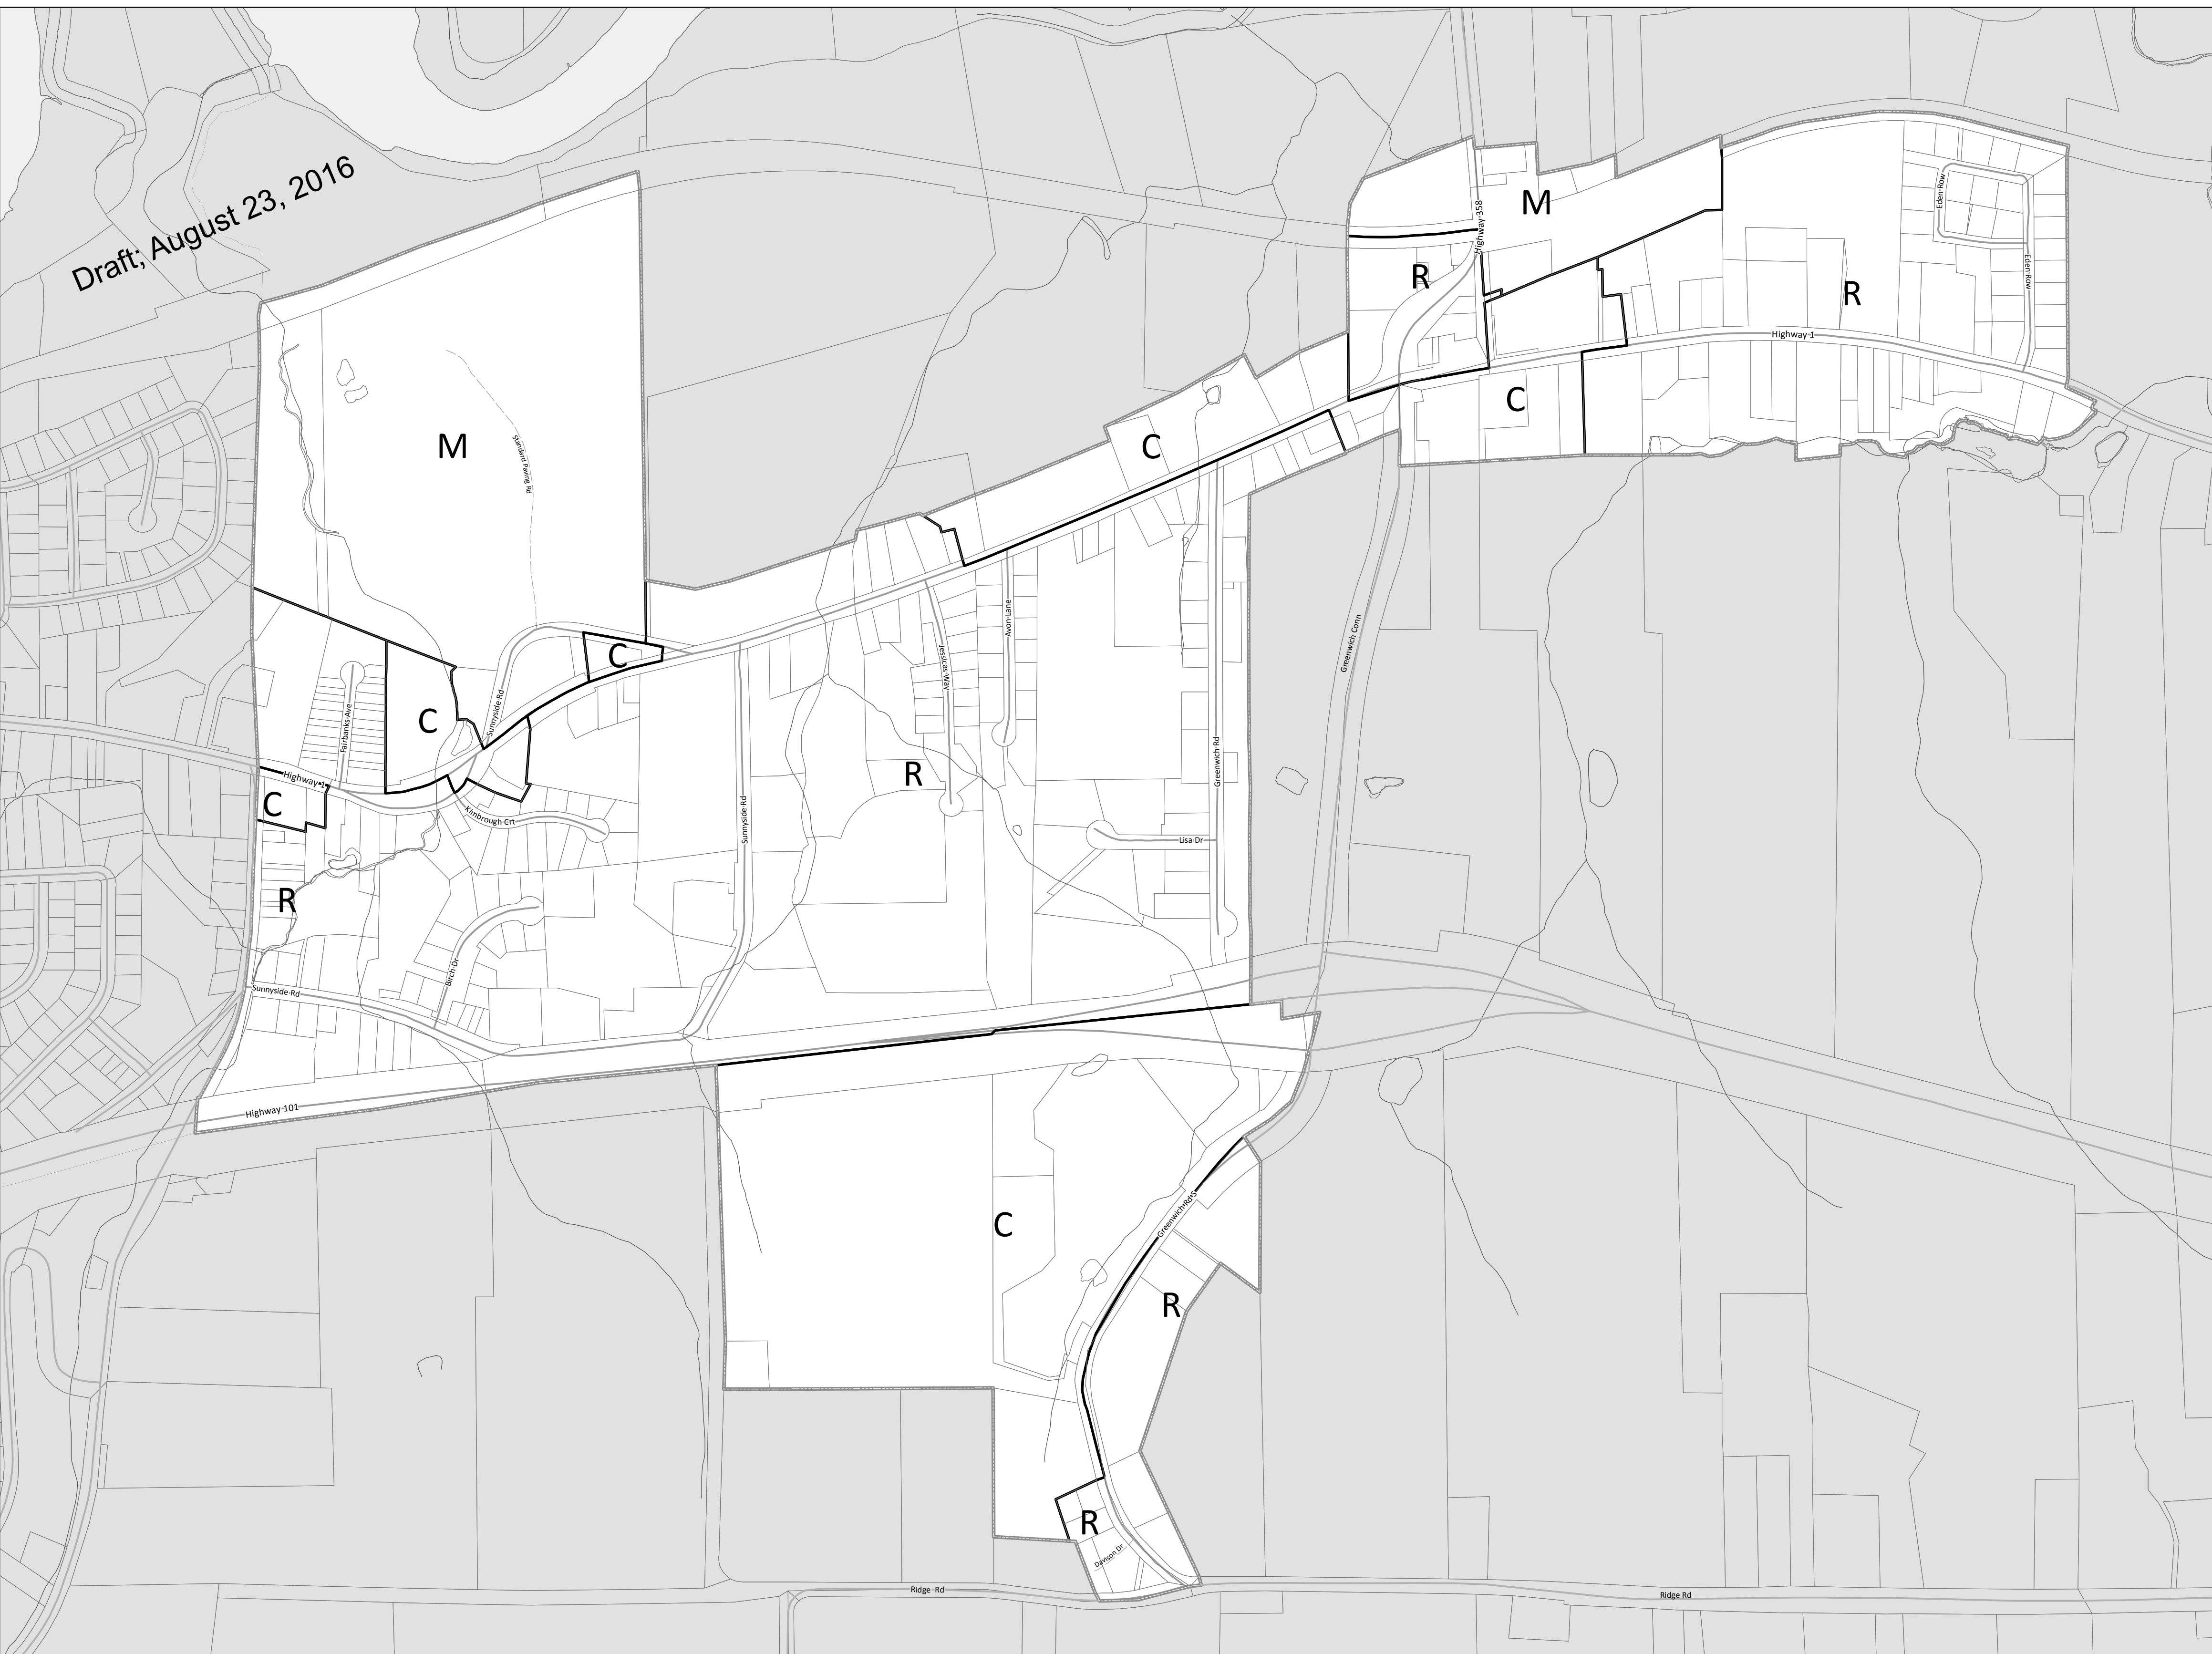 Draft; August 23, 2016
M
Highway 358
Eden Row
R
R
Eden Row
Highway 1
C
C
M
Standard Paving Rd
Avon Lane
Greenwich Conn
C
Jessicas Way
Sunnyside Rd
C
Fairbanks Ave
Greenwich Rd
R
Highway 1
C
Kimbrough Crt
Sunnyside Rd
Lisa Dr
R
Birch Dr
Sunnyside Rd
Highway 101
Greenwich Rd S
C
R
R
Davison Dr
Ridge Rd
Ridge Rd